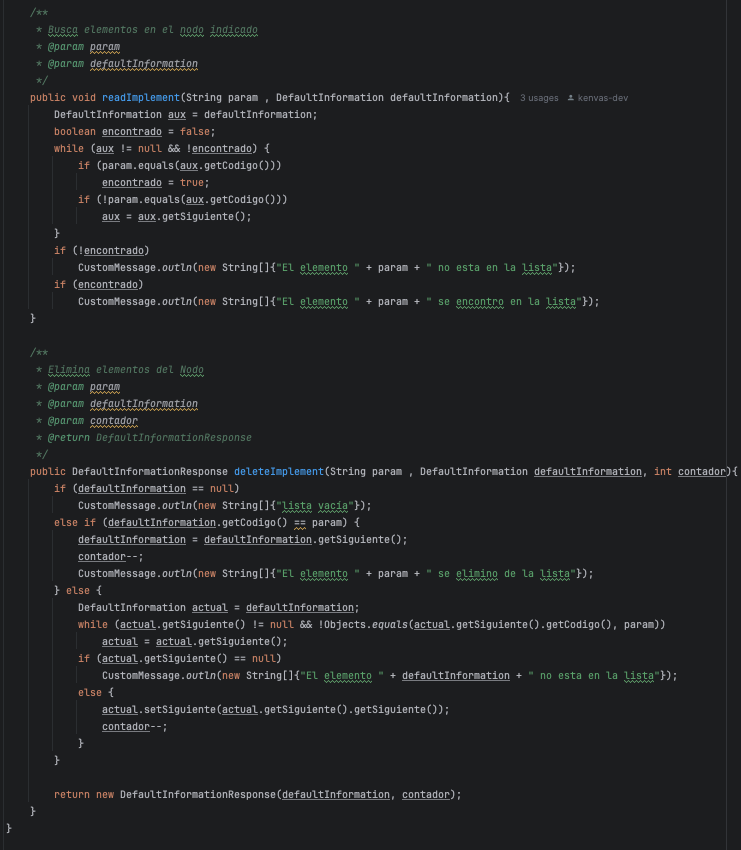 /**
 * Busca elementos en el nodo indicado
 * @param param
 * @param defaultInformation
 */
public void readImplement(String param , DefaultInformation defaultInformation){ 3 usages kenvas-dev
    DefaultInformation aux = defaultInformation;
    boolean encontrado = false;
    while (aux != null && !encontrado) {
        if (param.equals(aux.getCodigo()))
            encontrado = true;
        if (!param.equals(aux.getCodigo()))
            aux = aux.getSiguiente();
    }
    if (!encontrado)
        CustomMessage.outln(new String[]{"El elemento " + param + " no esta en la lista"});
    if (encontrado)
        CustomMessage.outln(new String[]{"El elemento " + param + " se encontro en la lista"});
}

/**
 * Elimina elementos del Nodo
 * @param param
 * @param defaultInformation
 * @param contador
 * @return DefaultInformationResponse
 */
public DefaultInformationResponse deleteImplement(String param , DefaultInformation defaultInformation, int contador){
    if (defaultInformation == null)
        CustomMessage.outln(new String[]{"lista vacia"});
    else if (defaultInformation.getCodigo() == param) {
        defaultInformation = defaultInformation.getSiguiente();
        contador--;
        CustomMessage.outln(new String[]{"El elemento " + param + " se elimino de la lista"});
    } else {
        DefaultInformation actual = defaultInformation;
        while (actual.getSiguiente() != null && !Objects.equals(actual.getSiguiente().getCodigo(), param))
            actual = actual.getSiguiente();
        if (actual.getSiguiente() == null)
            CustomMessage.outln(new String[]{"El elemento " + defaultInformation + " no esta en la lista"});
        else {
            actual.setSiguiente(actual.getSiguiente().getSiguiente());
            contador--;
        }
    }

    return new DefaultInformationResponse(defaultInformation, contador);
}
}